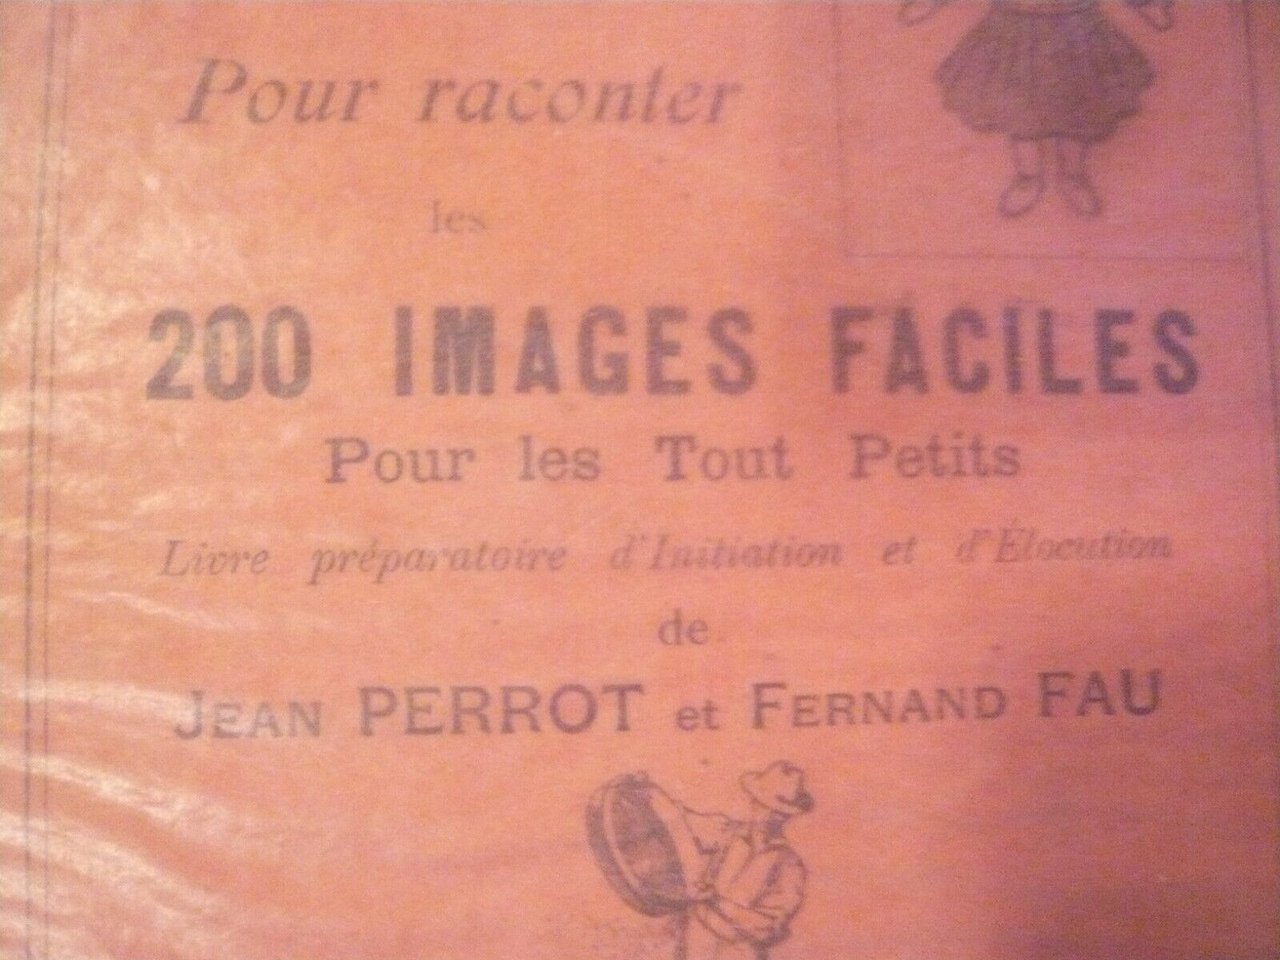 Pour raconter
les
200 IMAGES FACILES
Pour les Tout Petits
Livre préparatoire d'Initiation et d'Élocution
de
JEAN PERROT et FERNAND FAU